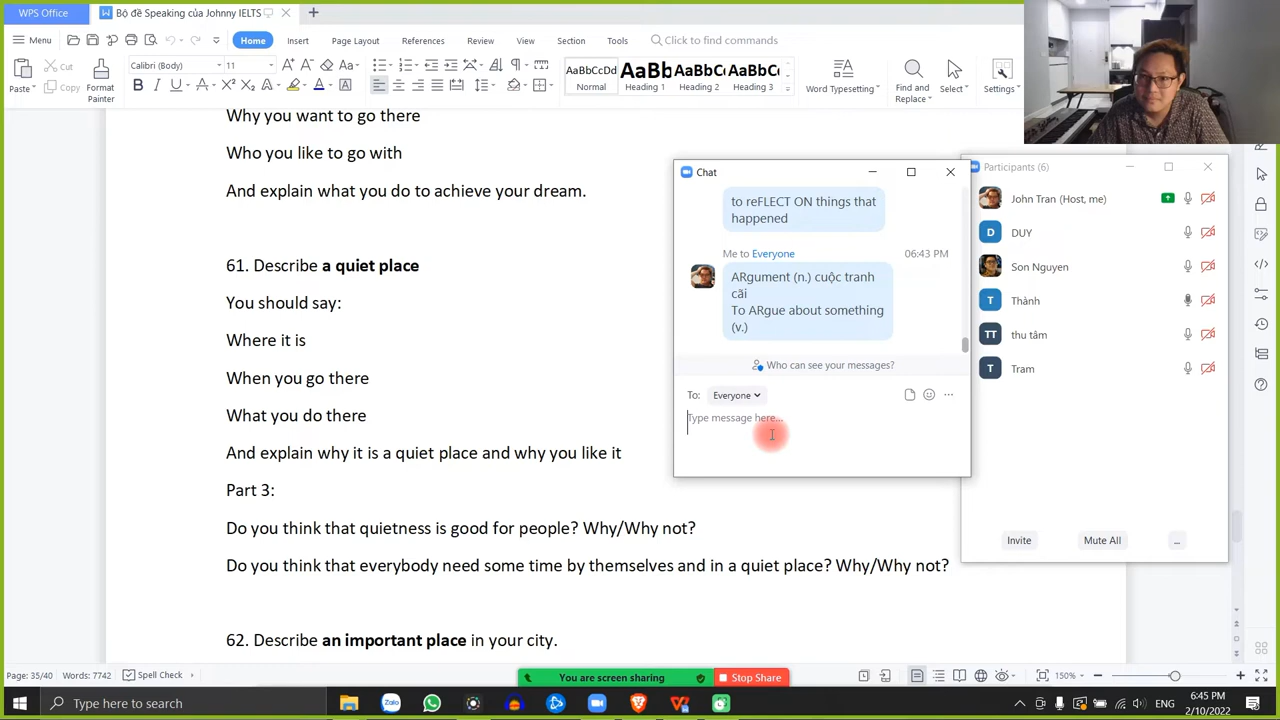 WPS Office
Bộ đề Speaking của Johnny IELTS
Menu
Home
Insert
Page Layout
References
Review
View
Section
Tools
Click to find commands
Paste
Cut
Copy
Format
Painter
Calibri (Body)
11
AaBbCcDd
Normal
AaBb
Heading 1
AaBbC
Heading 2
AaBbC
Heading 3
Word Typesetting
Find and
Replace
Select
Settings
Why you want to go there
Who you like to go with
And explain what you do to achieve your dream.
61. Describe a quiet place
You should say:
Where it is
When you go there
What you do there
And explain why it is a quiet place and why you like it
Part 3:
Do you think that quietness is good for people? Why/Why not?
Do you think that everybody need some time by themselves and in a quiet place? Why/Why not?
62. Describe an important place in your city.
Chat
to reFLECT ON things that
happened
Me to Everyone
06:43 PM
ARgument (n.) cuộc tranh
cãi
To ARgue about something
(v.)
Who can see your messages?
To:
Everyone
Type message here...
Participants (6)
John Tran (Host, me)
D
DUY
Son Nguyen
T
Thành
TT
thu tâm
T
Tram
Invite
Mute All
...
Page: 35/40
Words: 7742
Spell Check
You are screen sharing
Stop Share
150%
Type here to search
ENG
6:45 PM
2/10/2022